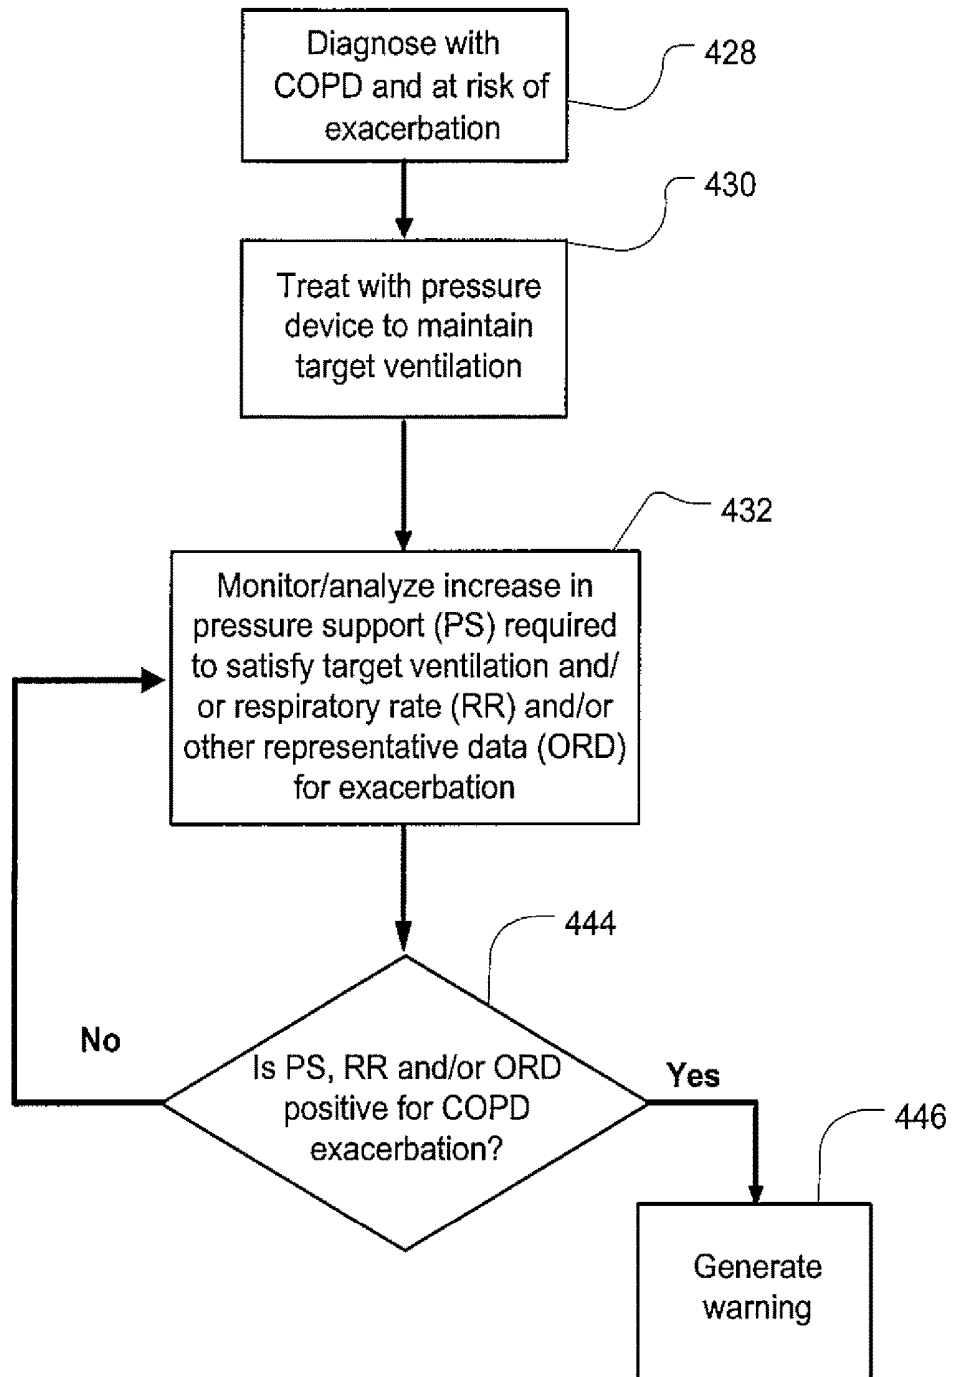 Diagnose with
COPD and at risk of
exacerbation
428
430
Treat with pressure
device to maintain
target ventilation
432
Monitor/analyze increase in
pressure support (PS) required
to satisfy target ventilation and/
or respiratory rate (RR) and/or
other representative data (ORD)
for exacerbation
444
No
Is PS, RR and/or ORD
positive for COPD
exacerbation?
Yes
446
Generate
warning